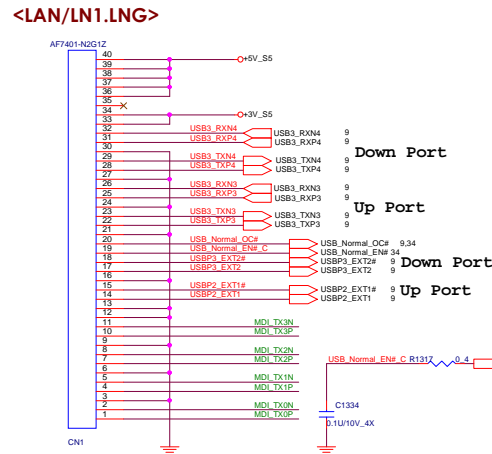 <LAN/LN1.LNG>
AF7401-N2G1Z
40
39
38
37
36
35
34
33
32
31
30
29
28
27
26
25
24
23
22
21
20
19
18
17
16
15
14
13
12
11
10
9
8
7
6
5
4
3
2
1
CN1
+5V_S5
+3V_S5
USB3_RXN4 USB3_RXN4 9
USB3_RXP4 USB3_RXP4 9
Down Port
USB3_TXN4 USB3_TXN4 9
USB3_TXP4 USB3_TXP4 9
USB3_RXN3 USB3_RXN3 9
USB3_RXP3 USB3_RXP3 9
Up Port
USB3_TXN3 USB3_TXN3 9
USB3_TXP3 USB3_TXP3 9
USB_Normal_OC# USB_Normal_OC# 9,34
USB_Normal_EN#_C USB_Normal_EN# 34
USBP3_EXT2# USBP3_EXT2# 9
Down Port
USBP3_EXT2 USBP3_EXT2 9
USBP2_EXT1# USBP2_EXT1# 9
Up Port
USBP2_EXT1 USBP2_EXT1 9
MDI_TX3N
MDI_TX3P
MDI_TX2N
MDI_TX2P
MDI_TX1N
MDI_TX1P
MDI_TX0N
MDI_TX0P
USB_Normal_EN#_C R1317 0_4
C1334
0.1U/10V_4X